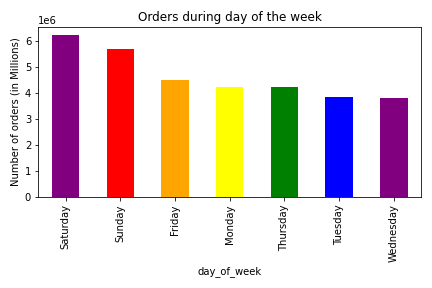 Orders during day of the week
1e6
Number of orders (in Millions)
6
5
4
3
2
1
0
Saturday
Sunday
Friday
Monday
Thursday
Tuesday
Wednesday
day_of_week